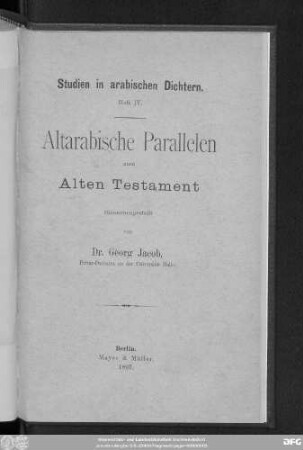 Studien in arabischen Dichtern.
Heft IV.
Altarabische Parallelen
zum
Alten Testament
zusammengestellt
von
Dr. Georg Jacob,
Privat-Docenten an der Universität Halle.
Berlin.
Mayer & Müller.
1897.
DFG